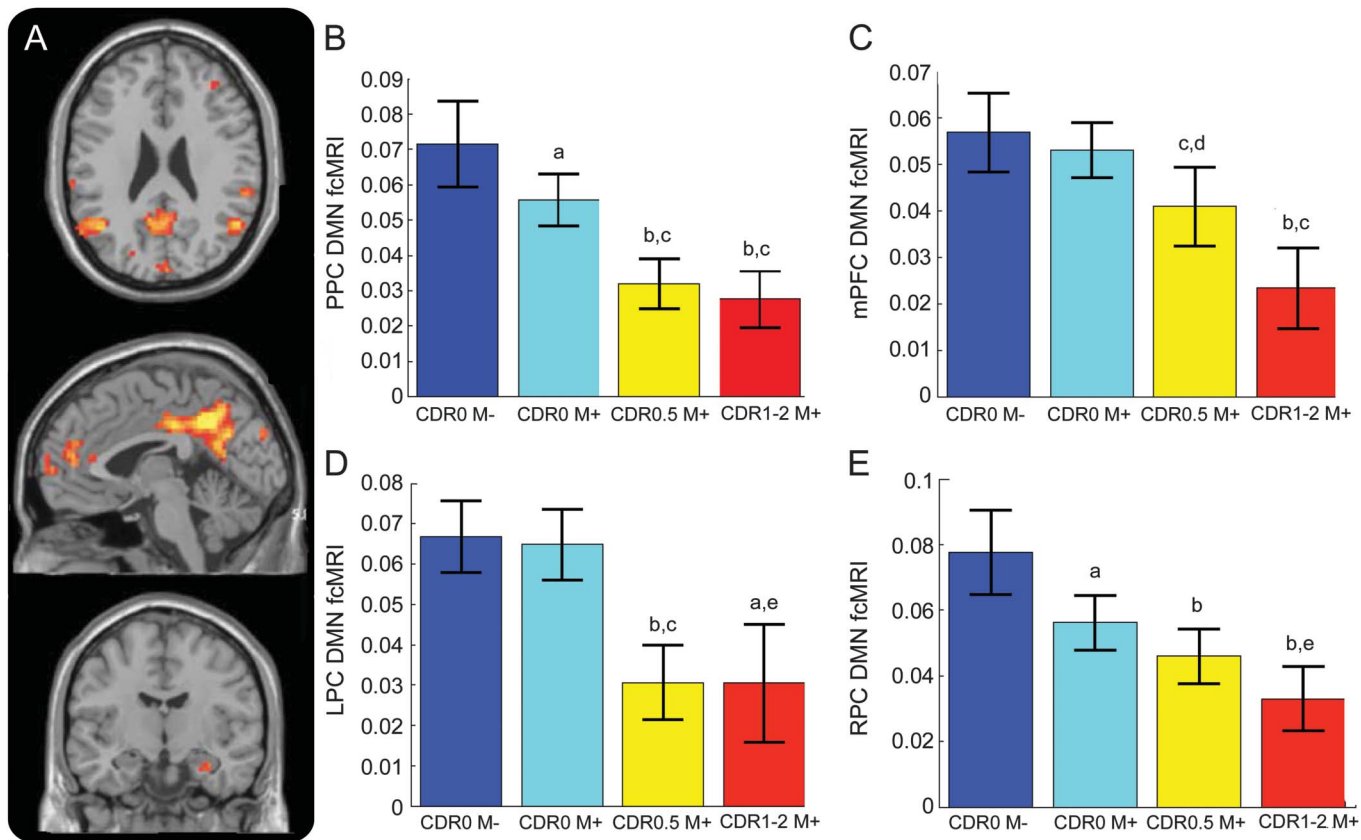 A
B
PPC DMN fcMRI
0.09
0.08
0.07
0.06
0.05
0.04
0.03
0.02
0.01
0
a
b,c
b,c
CDR0 M-
CDR0 M+
CDR0.5 M+
CDR1-2 M+
C
mPFC DMN fcMRI
0.07
0.06
0.05
0.04
0.03
0.02
0.01
0
c,d
b,c
CDR0 M-
CDR0 M+
CDR0.5 M+
CDR1-2 M+
D
LPC DMN fcMRI
0.08
0.07
0.06
0.05
0.04
0.03
0.02
0.01
0
b,c
a,e
CDR0 M-
CDR0 M+
CDR0.5 M+
CDR1-2 M+
E
RPC DMN fcMRI
0.1
0.08
0.06
0.04
0.02
0
a
b
b,e
CDR0 M-
CDR0 M+
CDR0.5 M+
CDR1-2 M+